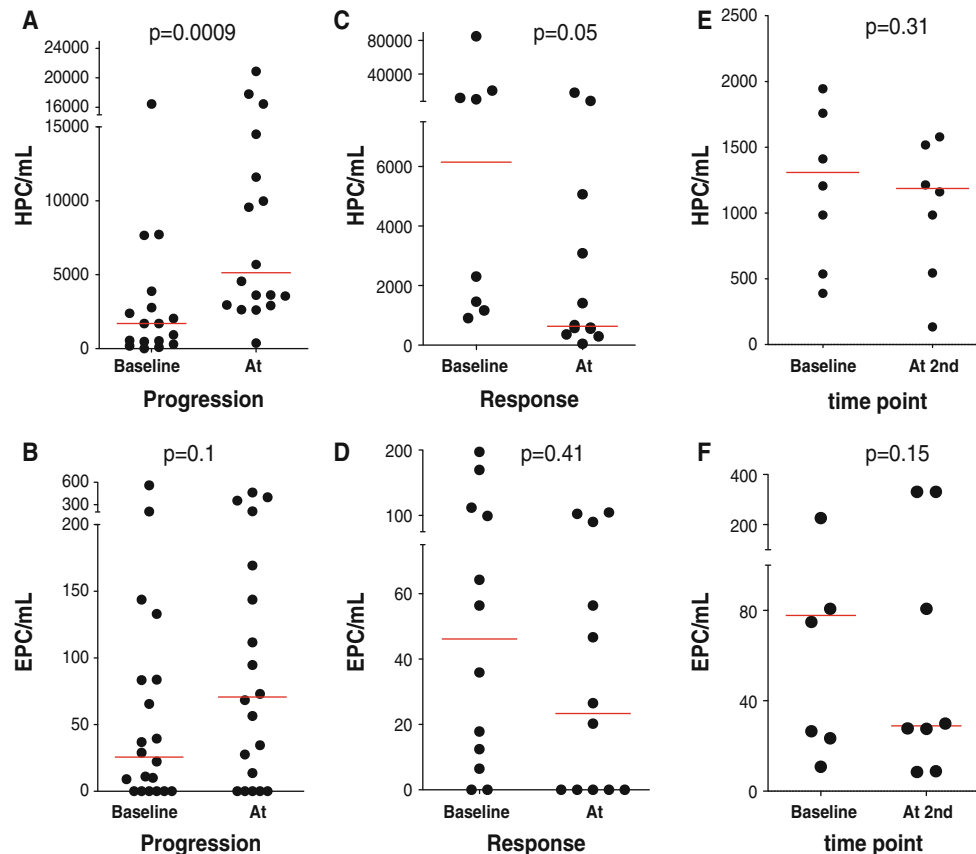 A
p=0.0009
24000
20000
16000
15000
10000
5000
0
HPC/mL
Baseline
At
Progression
C
p=0.05
80000
40000
6000
4000
2000
0
HPC/mL
Baseline
At
Response
E
p=0.31
2500
2000
1500
1000
500
0
HPC/mL
Baseline
At 2nd
time point
B
p=0.1
600
300
200
150
100
50
0
EPC/mL
Baseline
At
Progression
D
p=0.41
200
100
60
40
20
0
EPC/mL
Baseline
At
Response
F
p=0.15
400
200
80
40
0
EPC/mL
Baseline
At 2nd
time point